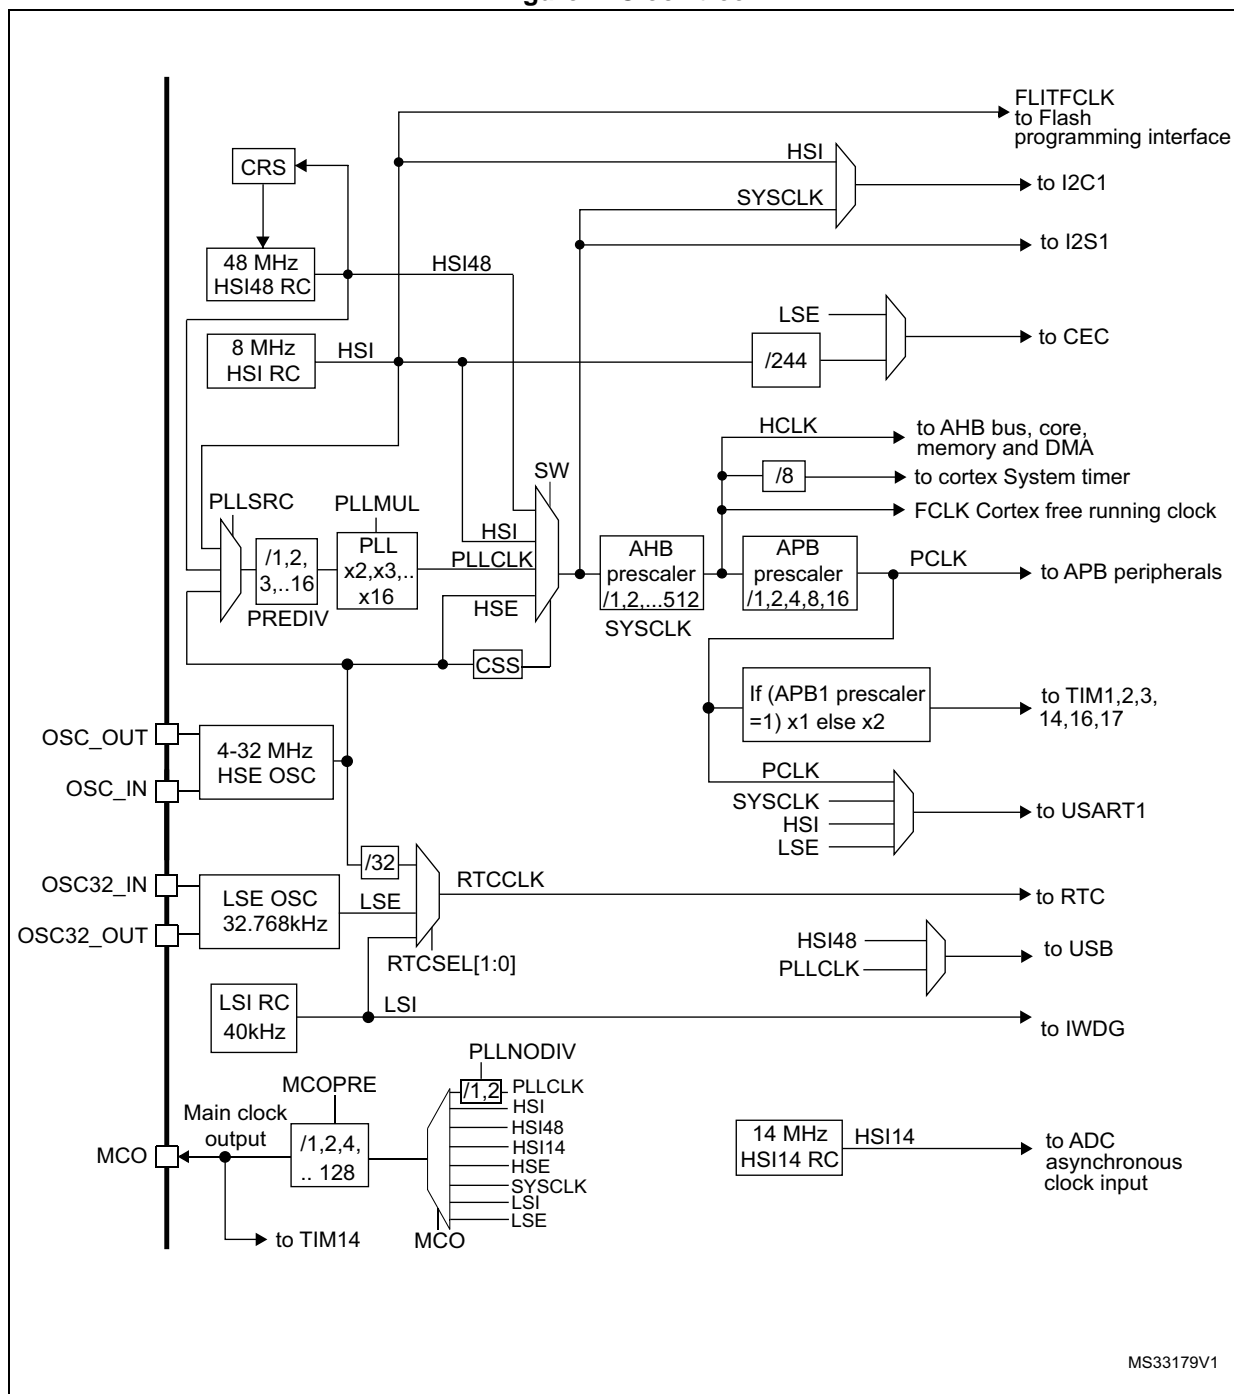 FLITFCLK
to Flash
programming interface
HSI
CRS
to I2C1
SYSCLK
to I2S1
48 MHz
HSI48 RC
HSI48
LSE
to CEC
8 MHz
HSI RC
HSI
/244
HCLK
to AHB bus, core,
memory and DMA
/8
to cortex System timer
FCLK Cortex free running clock
SW
PLLSRC
PLLMUL
HSI
/1,2,
3,..16
PREDIV
PLL
x2,x3,..
x16
PLLCLK
HSE
AHB
prescaler
/1,2,...512
SYSCLK
APB
prescaler
/1,2,4,8,16
PCLK
to APB peripherals
CSS
If (APB1 prescaler
=1) x1 else x2
to TIM1,2,3,
14,16,17
OSC_OUT
OSC_IN
4-32 MHz
HSE OSC
PCLK
SYSCLK
HSI
LSE
to USART1
/32
OSC32_IN
OSC32_OUT
LSE OSC
32.768kHz
LSE
RTCCLK
to RTC
RTCSEL[1:0]
HSI48
PLLCLK
to USB
LSI RC
40kHz
LSI
to IWDG
PLLNODIV
/1,2
PLLCLK
HSI
HSI48
HSI14
HSE
SYSCLK
LSI
LSE
MCOPRE
Main clock
output
/1,2,4,
.. 128
MCO
MCO
to TIM14
14 MHz
HSI14 RC
HSI14
to ADC
asynchronous
clock input
MS33179V1